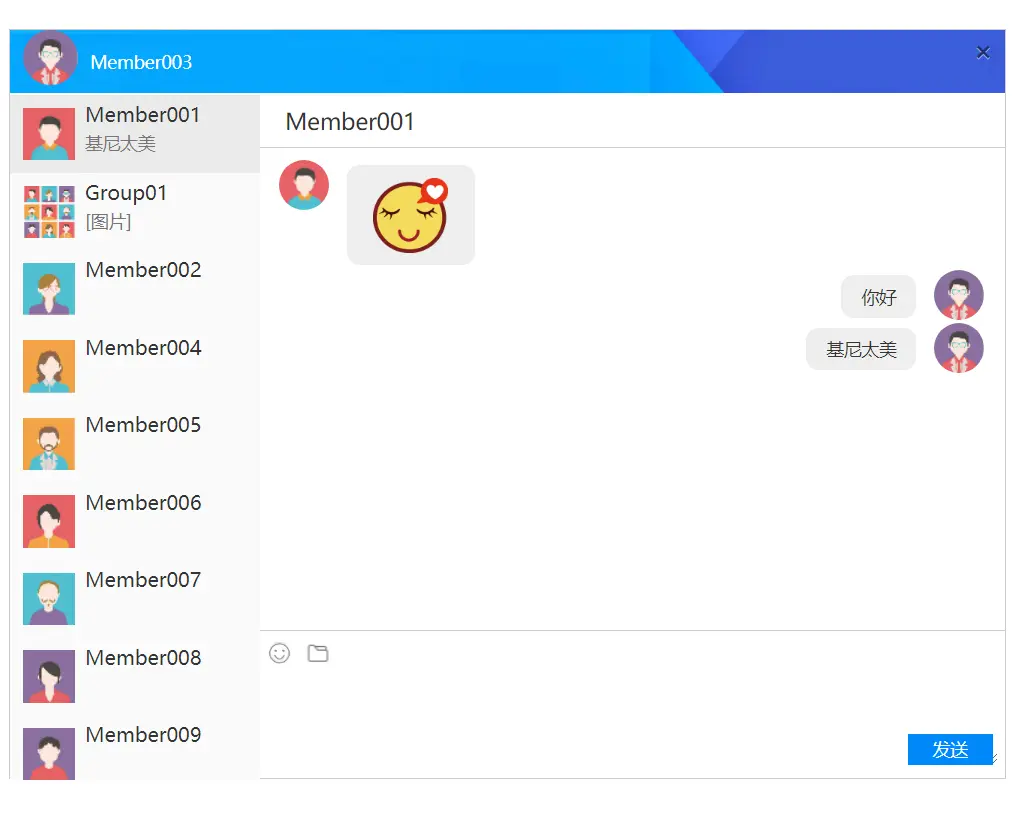 Member003
Member001
基尼太美
Group01
[图片]
Member002
Member004
Member005
Member006
Member007
Member008
Member009
Member001
你好
基尼太美
发送